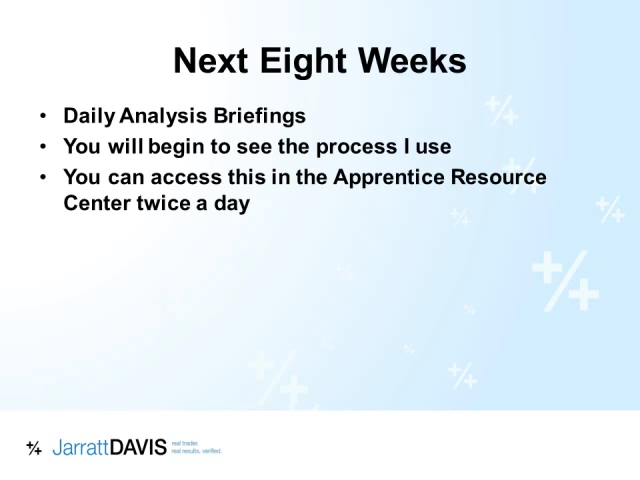 Next Eight Weeks
• Daily Analysis Briefings
• You will begin to see the process I use
• You can access this in the Apprentice Resource
Center twice a day
JarrattDAVIS
real trades.
real results, verified.